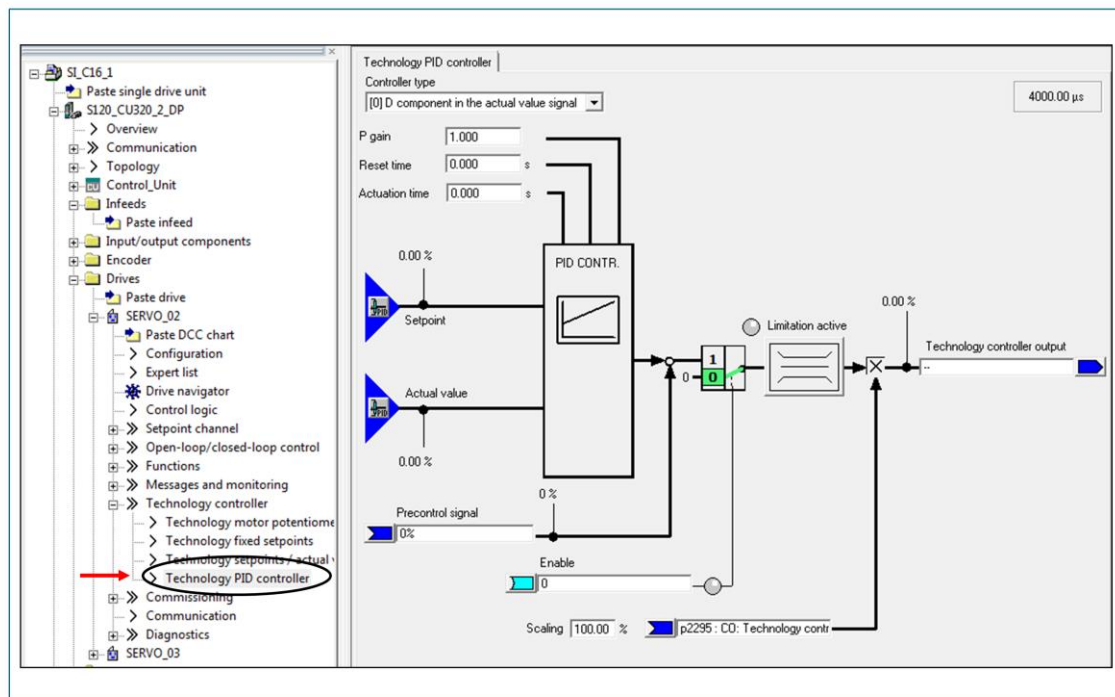 SI_C16_1
Paste single drive unit
S120_CU320_2_DP
Overview
Communication
Topology
Control_Unit
Infeeds
Paste infeed
Input/output components
Encoder
Drives
Paste drive
SERVO_02
Paste DCC chart
Configuration
Expert list
Drive navigator
Control logic
Setpoint channel
Open-loop/closed-loop control
Functions
Messages and monitoring
Technology controller
Technology motor potentiome
Technology fixed setpoints
Technology setpoints / actual
Technology PID controller
Commissioning
Communication
Diagnostics
SERVO_03
Technology PID controller
Controller type
[0] D component in the actual value signal
4000.00 µs
P gain 1.000
Reset time 0.000 s
Actuation time 0.000 s
PID CONTR.
0.00 %
PID
Setpoint
Actual value
PID
0.00 %
0 %
Precontrol signal
0%
1
0 0
Limitation active
0.00 %
Technology controller output
--
Enable
0
Scaling 100.00 % p2295 : CO: Technology contr